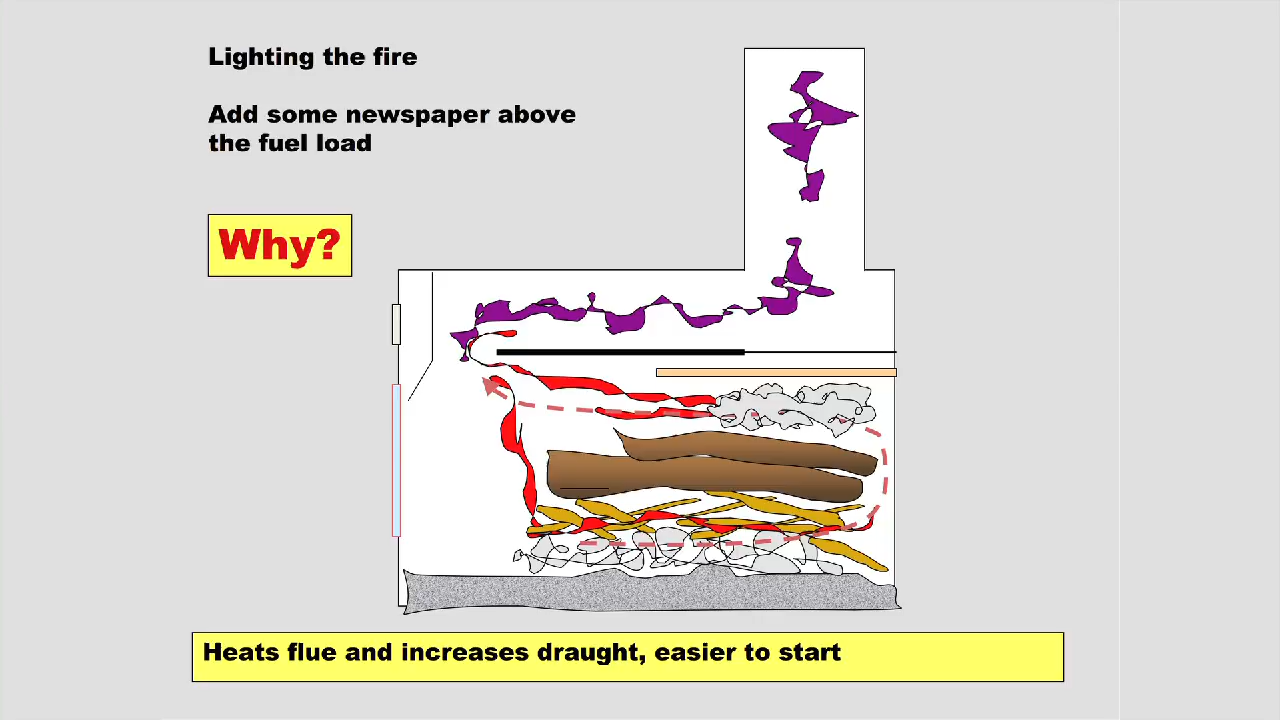 Lighting the fire
Add some newspaper above
the fuel load
Why?
Heats flue and increases draught, easier to start